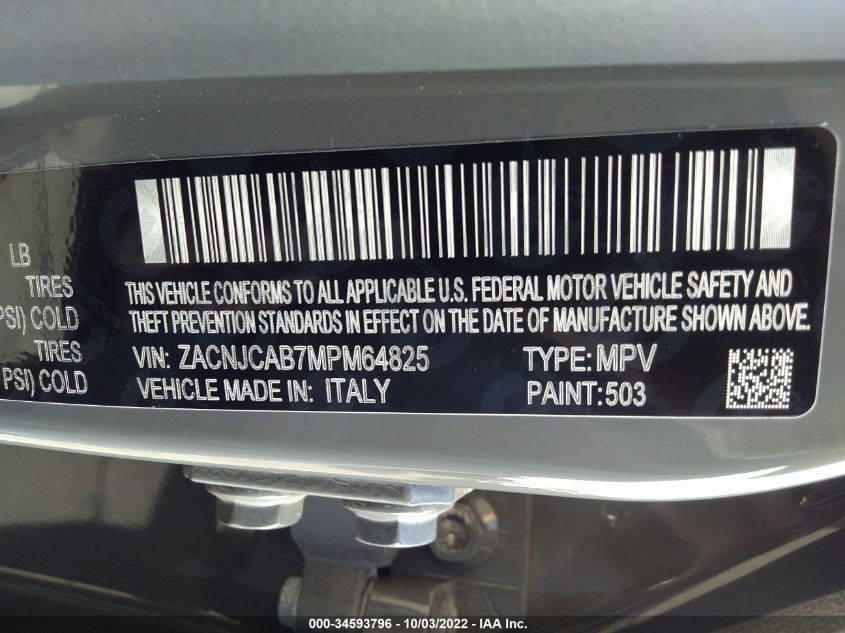 LB
TIRES
PSI) COLD
TIRES
PSI) COLD
THIS VEHICLE CONFORMS TO ALL APPLICABLE U.S. FEDERAL MOTOR VEHICLE SAFETY AND
THEFT PREVENTION STANDARDS IN EFFECT ON THE DATE OF MANUFACTURE SHOWN ABOVE.
VIN: ZACNJCAB7MPM64825 TYPE: MPV
VEHICLE MADE IN: ITALY PAINT: 503
000-34593796 - 10/03/2022 - IAA Inc.